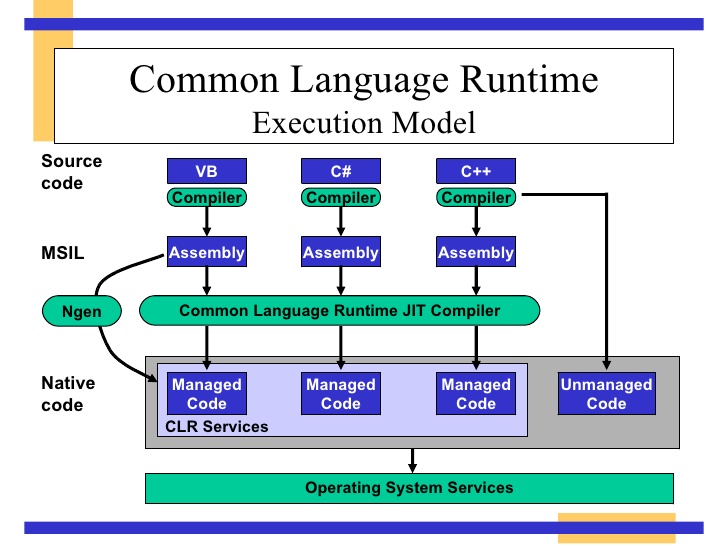 Common Language Runtime
Execution Model
Source
code
VB
C#
C++
Compiler
Compiler
Compiler
MSIL
Assembly
Assembly
Assembly
Ngen
Common Language Runtime JIT Compiler
Native
code
Managed
Code
Managed
Code
Managed
Code
Unmanaged
Code
CLR Services
Operating System Services